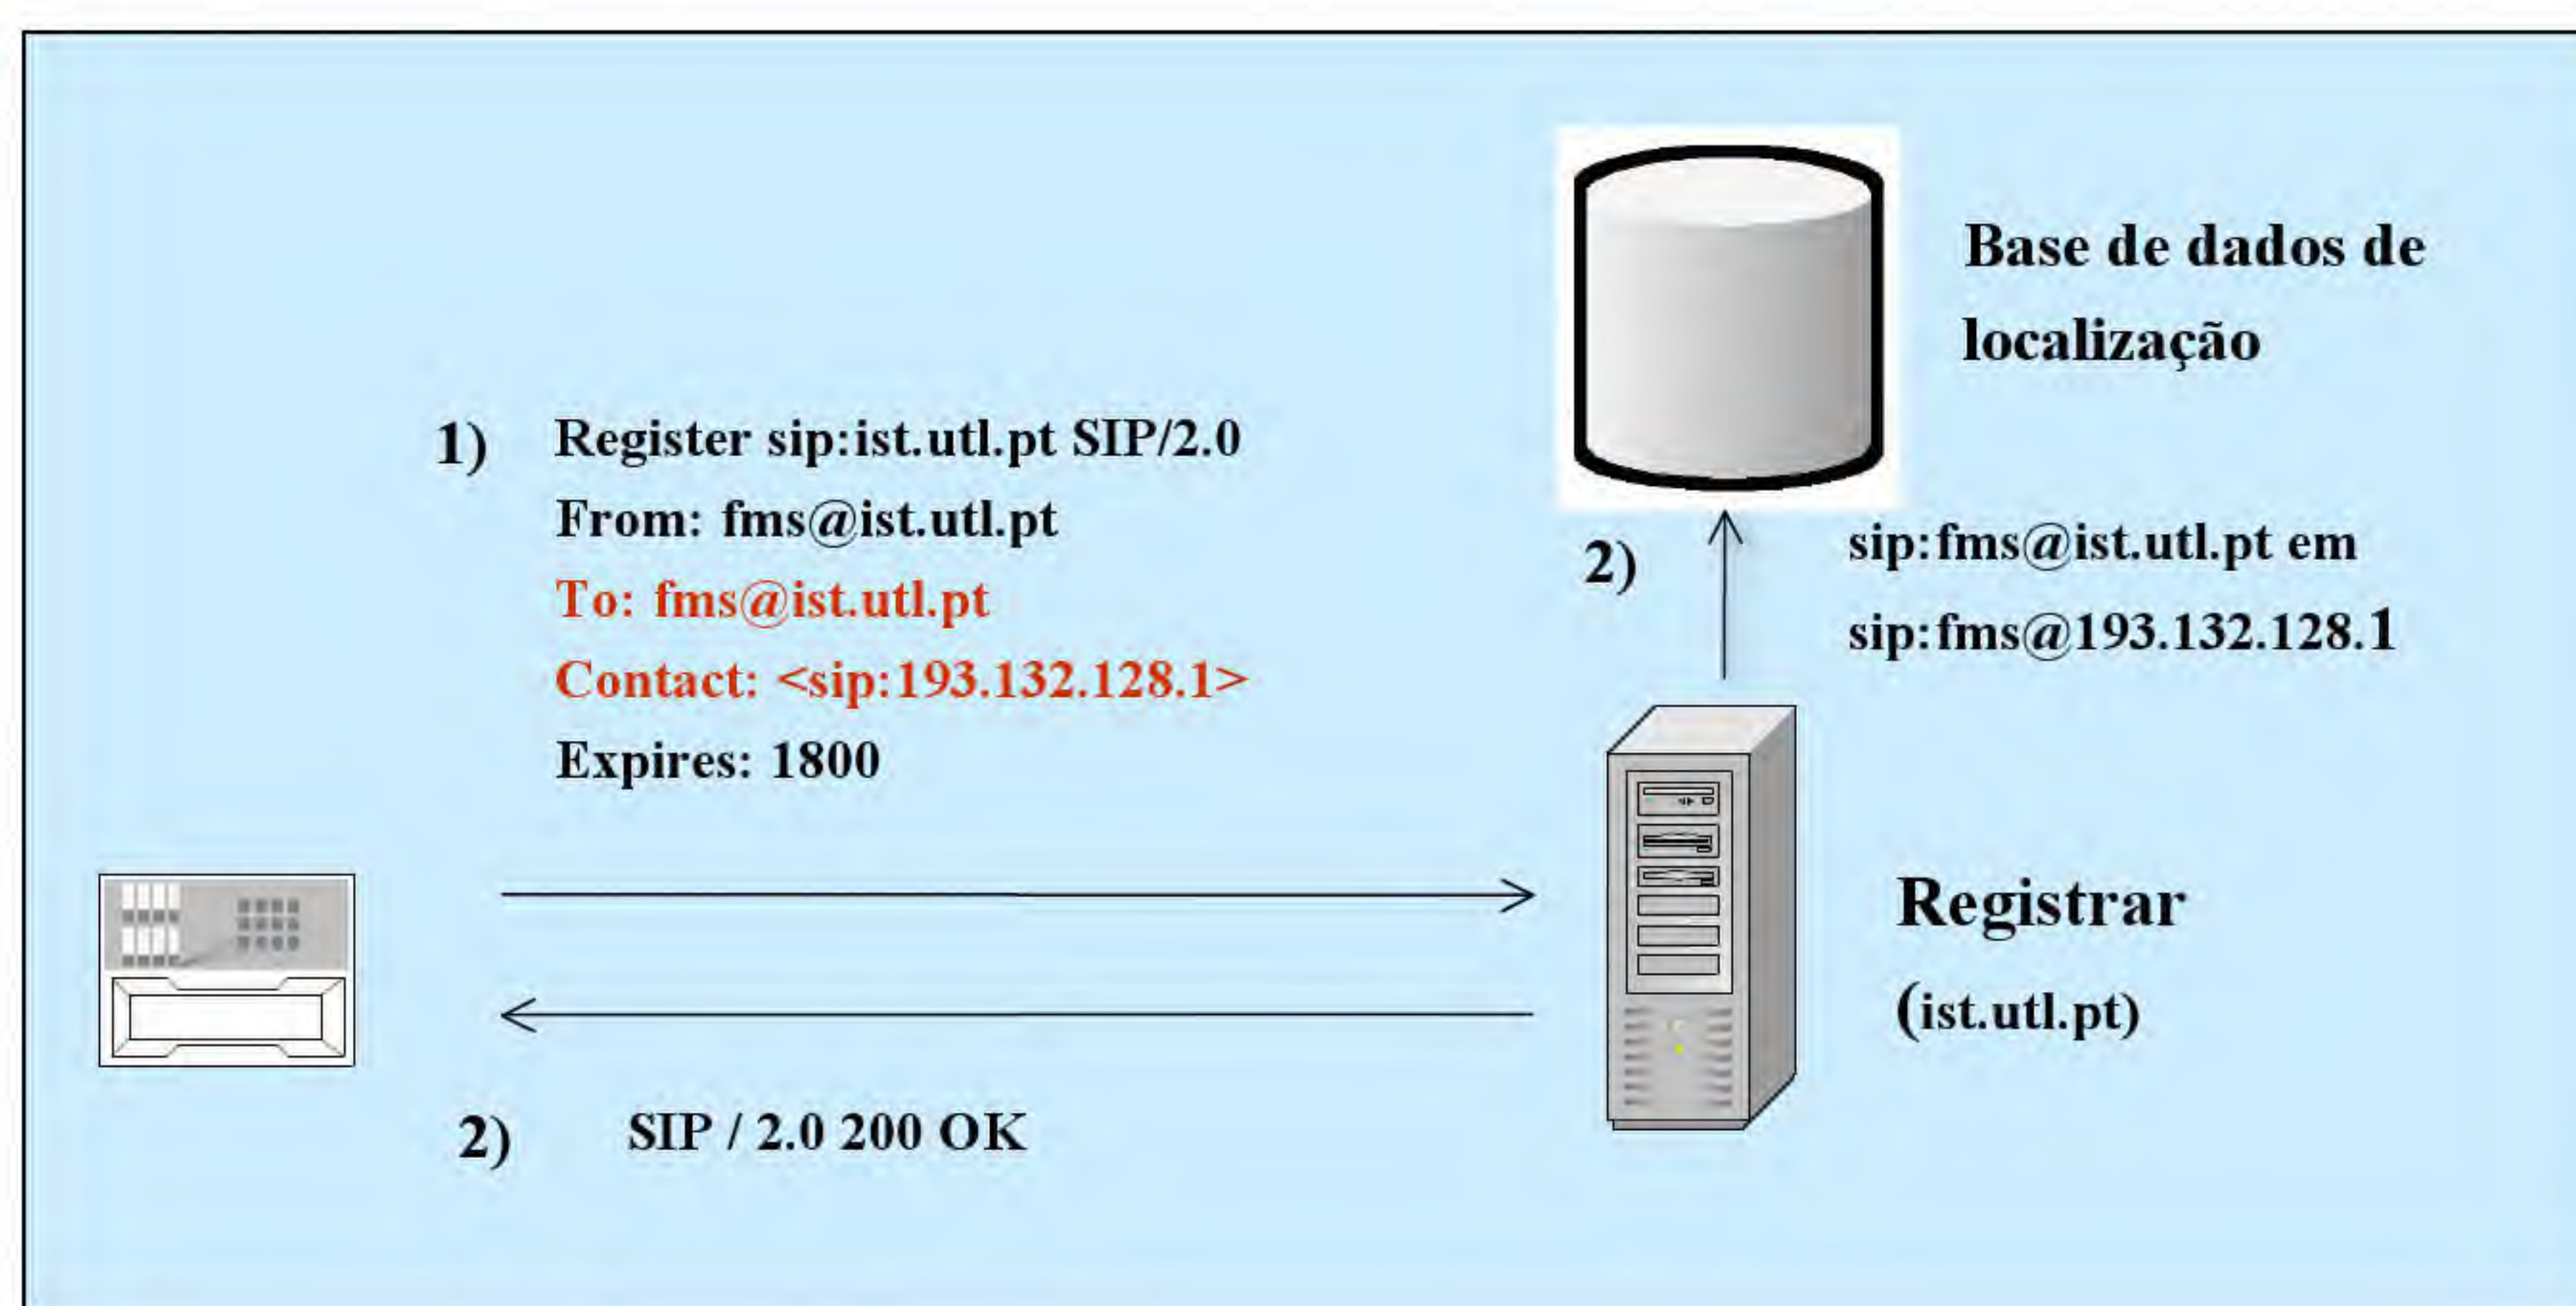 Base de dados de
localização
1) Register sip:ist.utl.pt SIP/2.0
From: fms@ist.utl.pt
To: fms@ist.utl.pt
Contact: <sip:193.132.128.1>
Expires: 1800
2) sip:fms@ist.utl.pt em
sip:fms@193.132.128.1
Registrar
(ist.utl.pt)
2) SIP / 2.0 200 OK